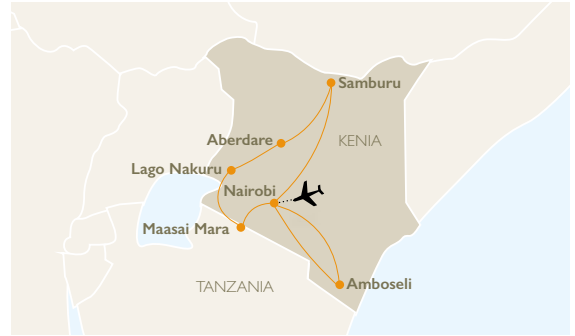 Samburu
Aberdare
KENIA
Lago Nakuru
Nairobi
Maasai Mara
TANZANIA
Amboseli